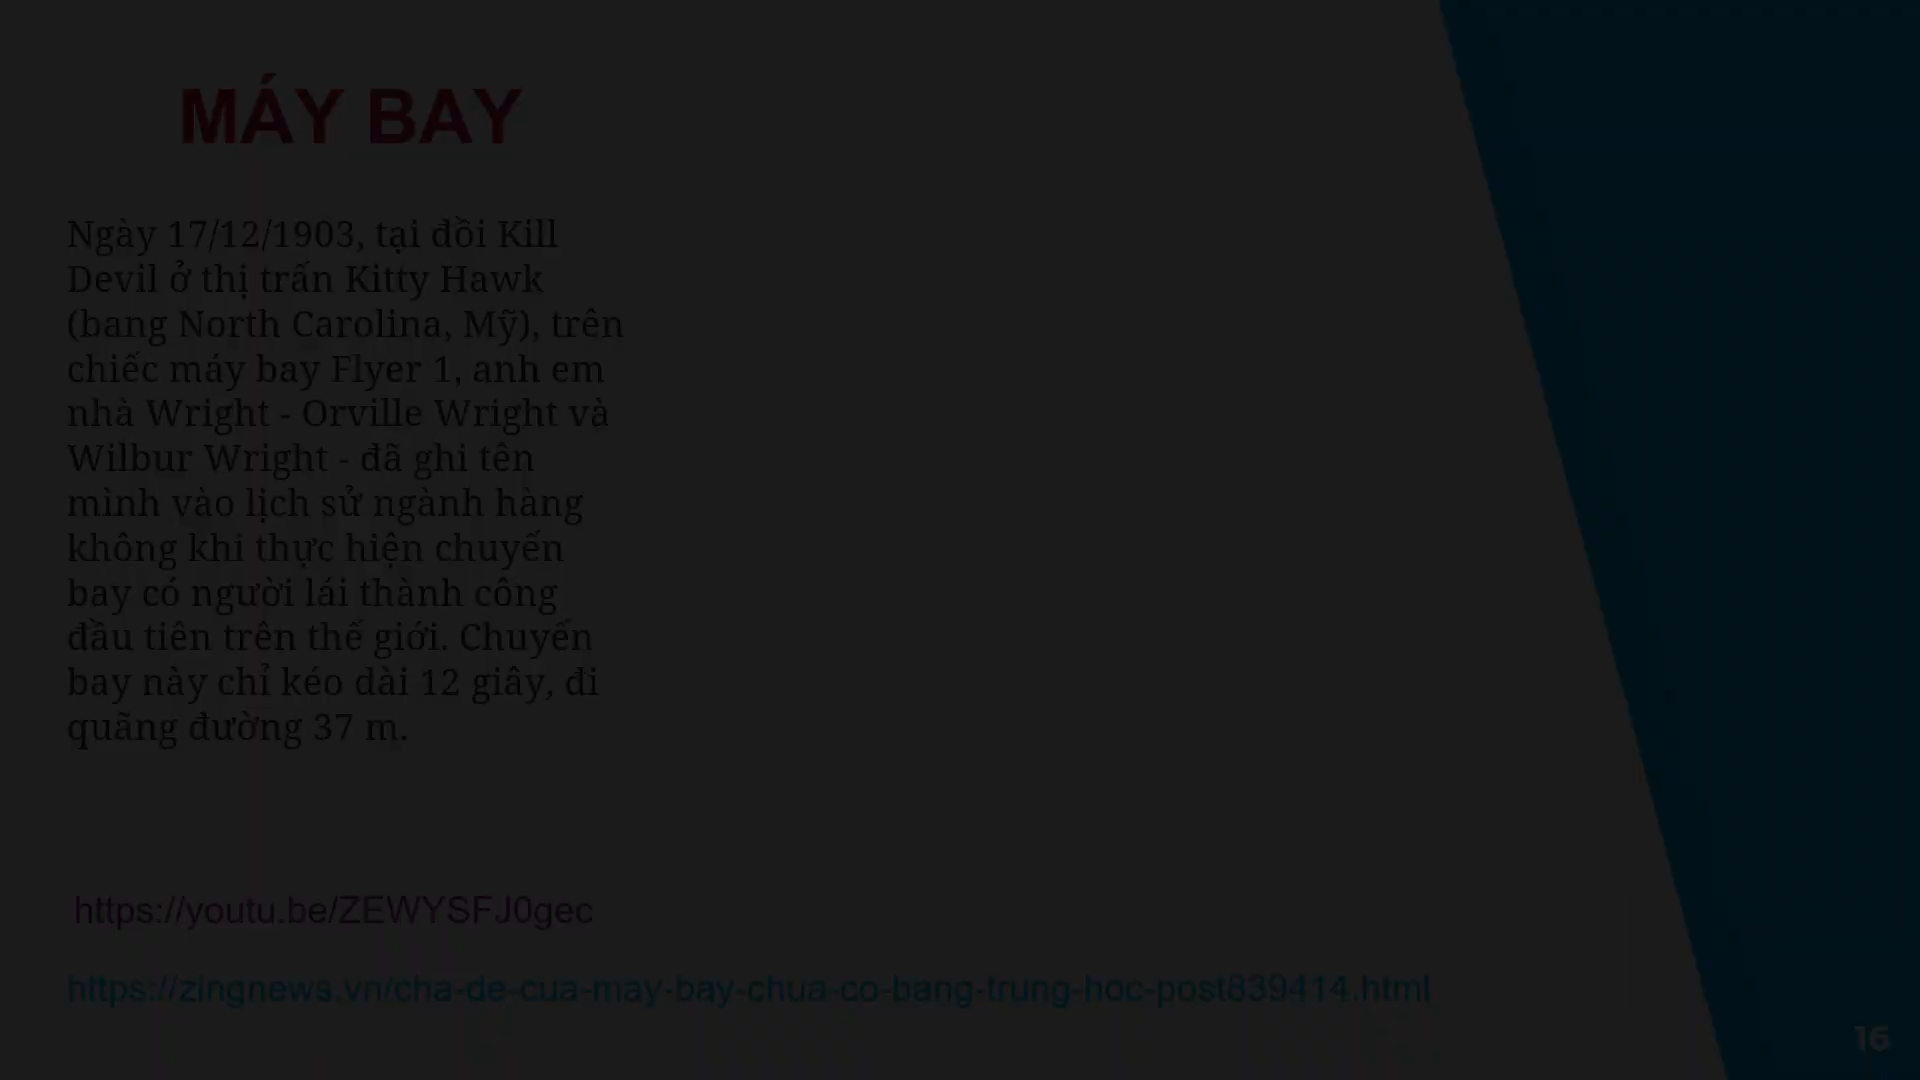 MÁY BAY
Ngày 17/12/1903, tại đồi Kill
Devil ở thị trấn Kitty Hawk
(bang North Carolina, Mỹ), trên
chiếc máy bay Flyer 1, anh em
nhà Wright - Orville Wright và
Wilbur Wright - đã ghi tên
mình vào lịch sử ngành hàng
không khi thực hiện chuyến
bay có người lái thành công
đầu tiên trên thế giới. Chuyến
bay này chỉ kéo dài 12 giây, đi
quãng đường 37 m.
https://youtu.be/ZEWYSFJ0gec
https://zingnews.vn/cha-de-cua-may-bay-chua-co-bang-trung-hoc-post839414.html
16